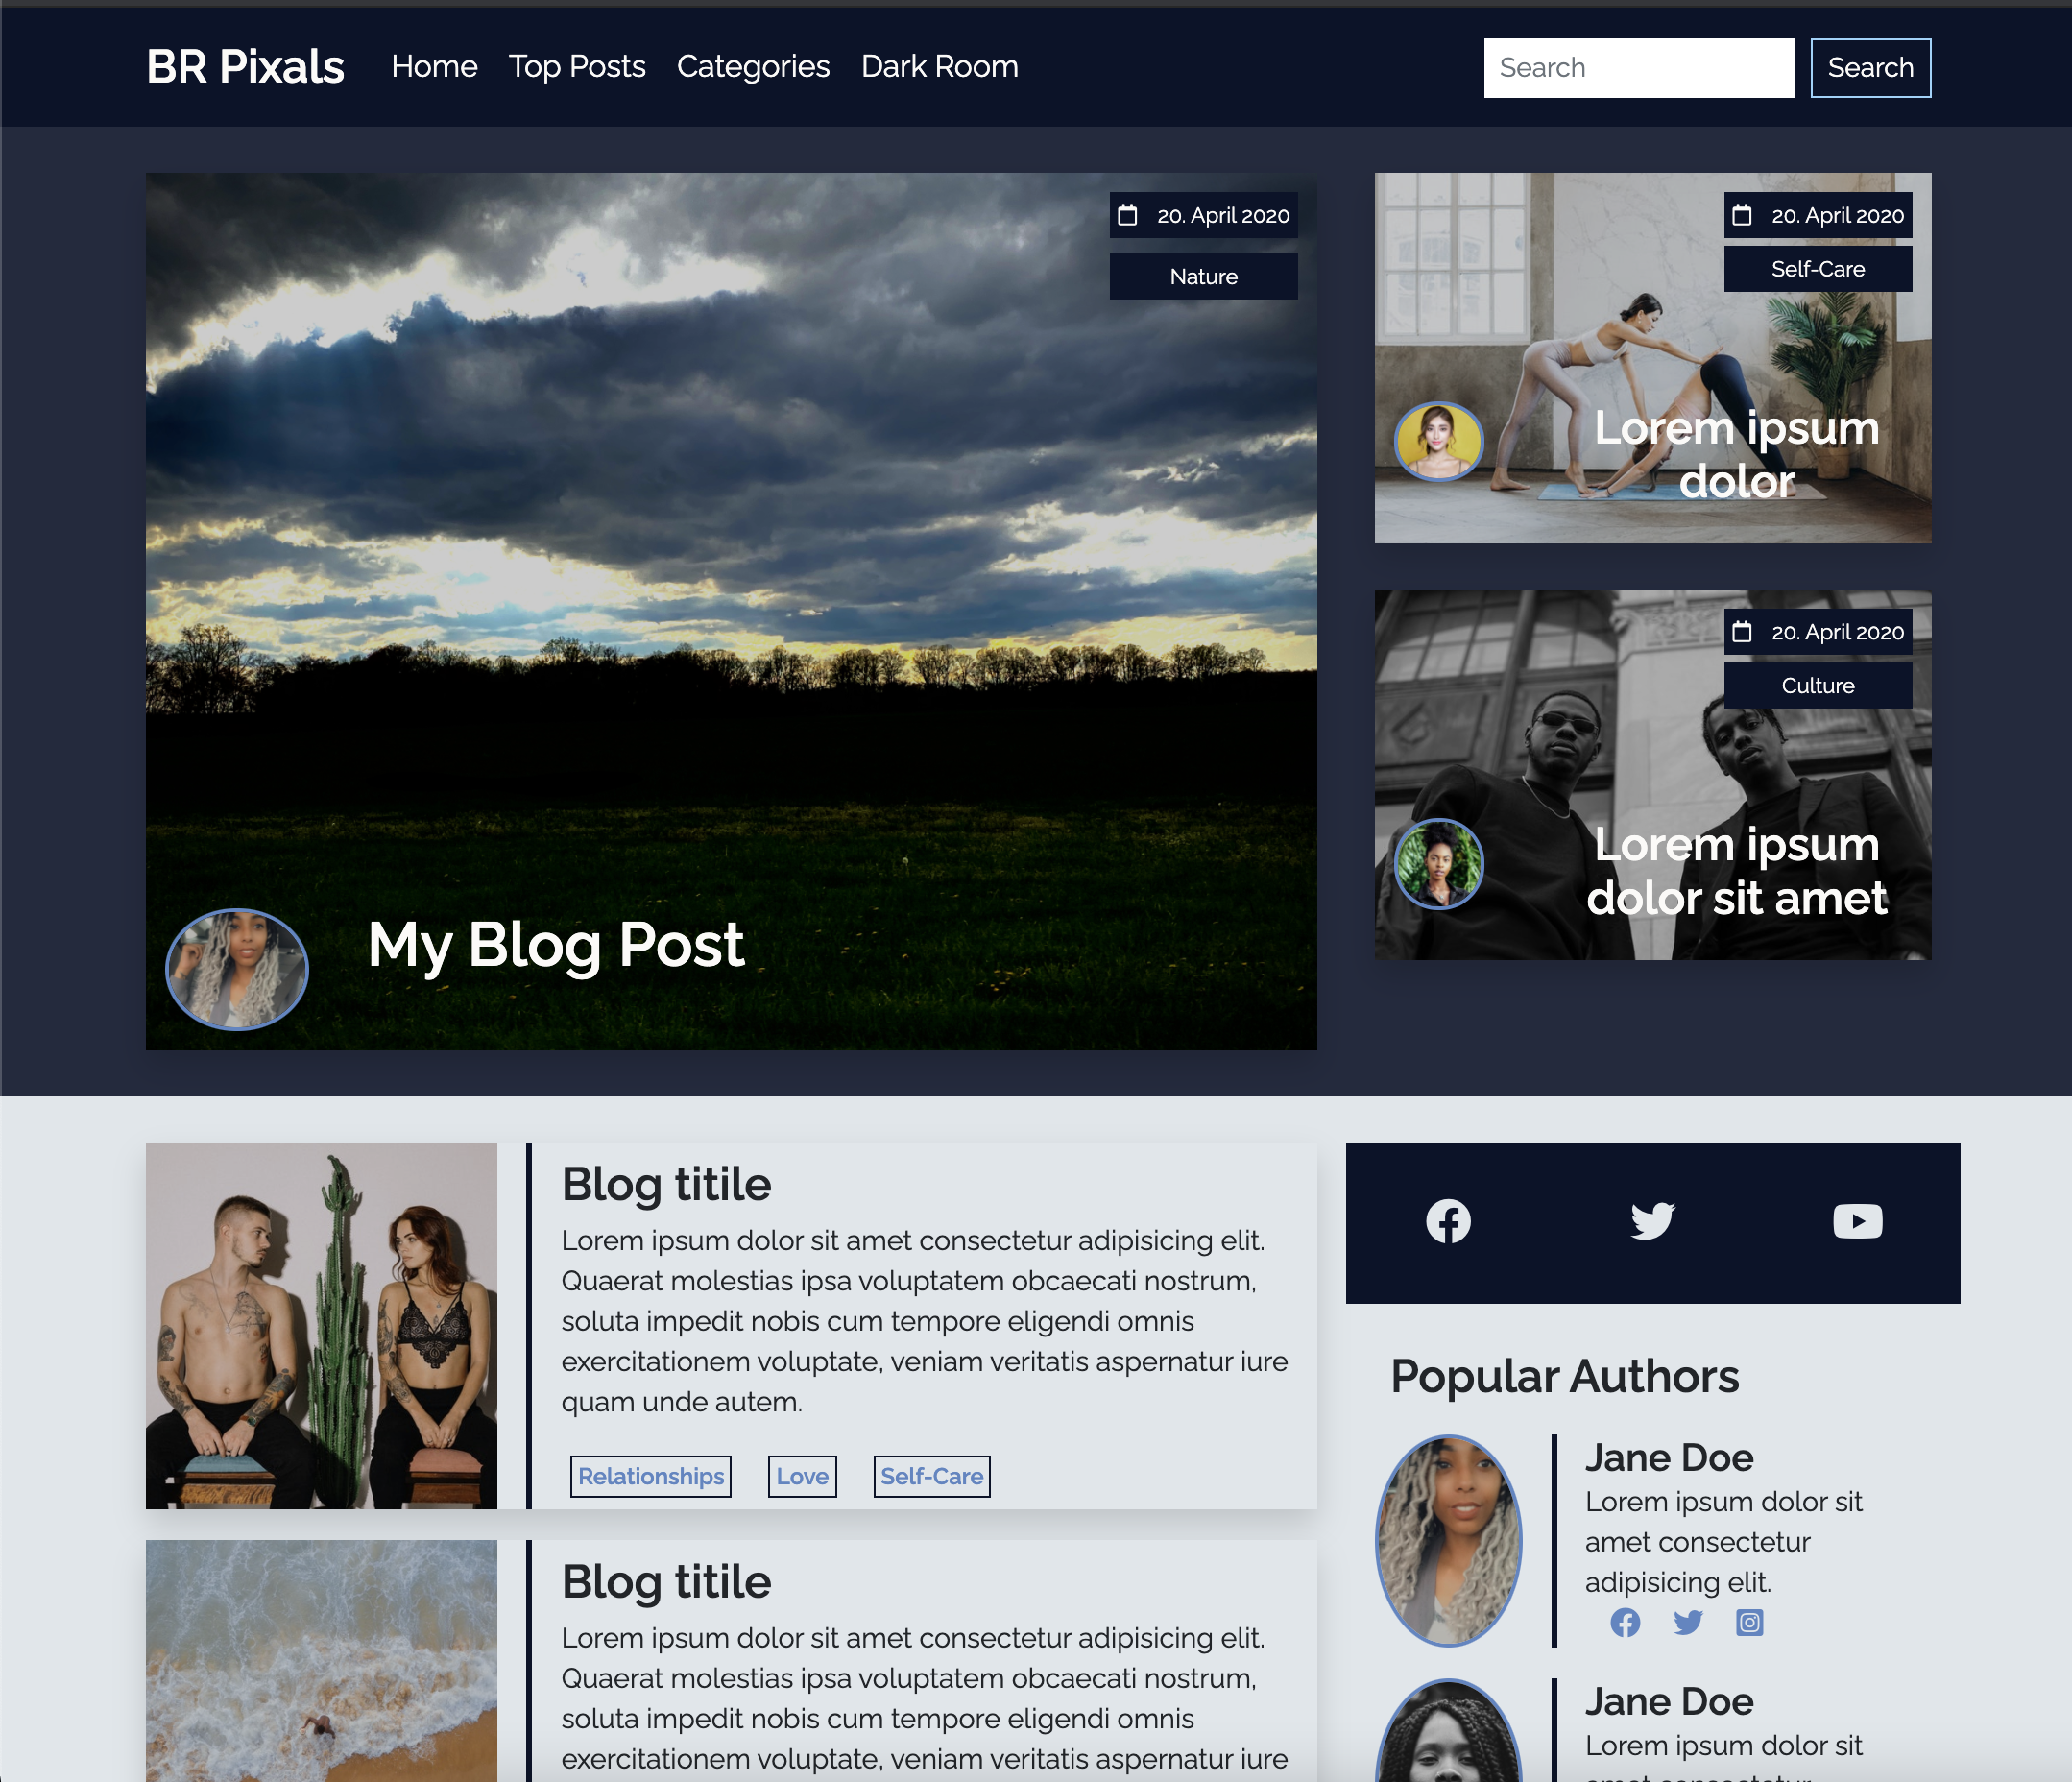 BR Pixals Home Top Posts Categories Dark Room Search Search
20. April 2020
Nature
My Blog Post
20. April 2020
Self-Care
Lorem ipsum
dolor
20. April 2020
Culture
Lorem ipsum
dolor sit amet
Blog titile
Lorem ipsum dolor sit amet consectetur adipisicing elit.
Quaerat molestias ipsa voluptatem obcaecati nostrum,
soluta impedit nobis cum tempore eligendi omnis
exercitationem voluptate, veniam veritatis aspernatur iure
quam unde autem.
Relationships Love Self-Care
Blog titile
Lorem ipsum dolor sit amet consectetur adipisicing elit.
Quaerat molestias ipsa voluptatem obcaecati nostrum,
soluta impedit nobis cum tempore eligendi omnis
exercitationem voluptate, veniam veritatis aspernatur iure
Popular Authors
Jane Doe
Lorem ipsum dolor sit
amet consectetur
adipisicing elit.
Jane Doe
Lorem ipsum dolor sit